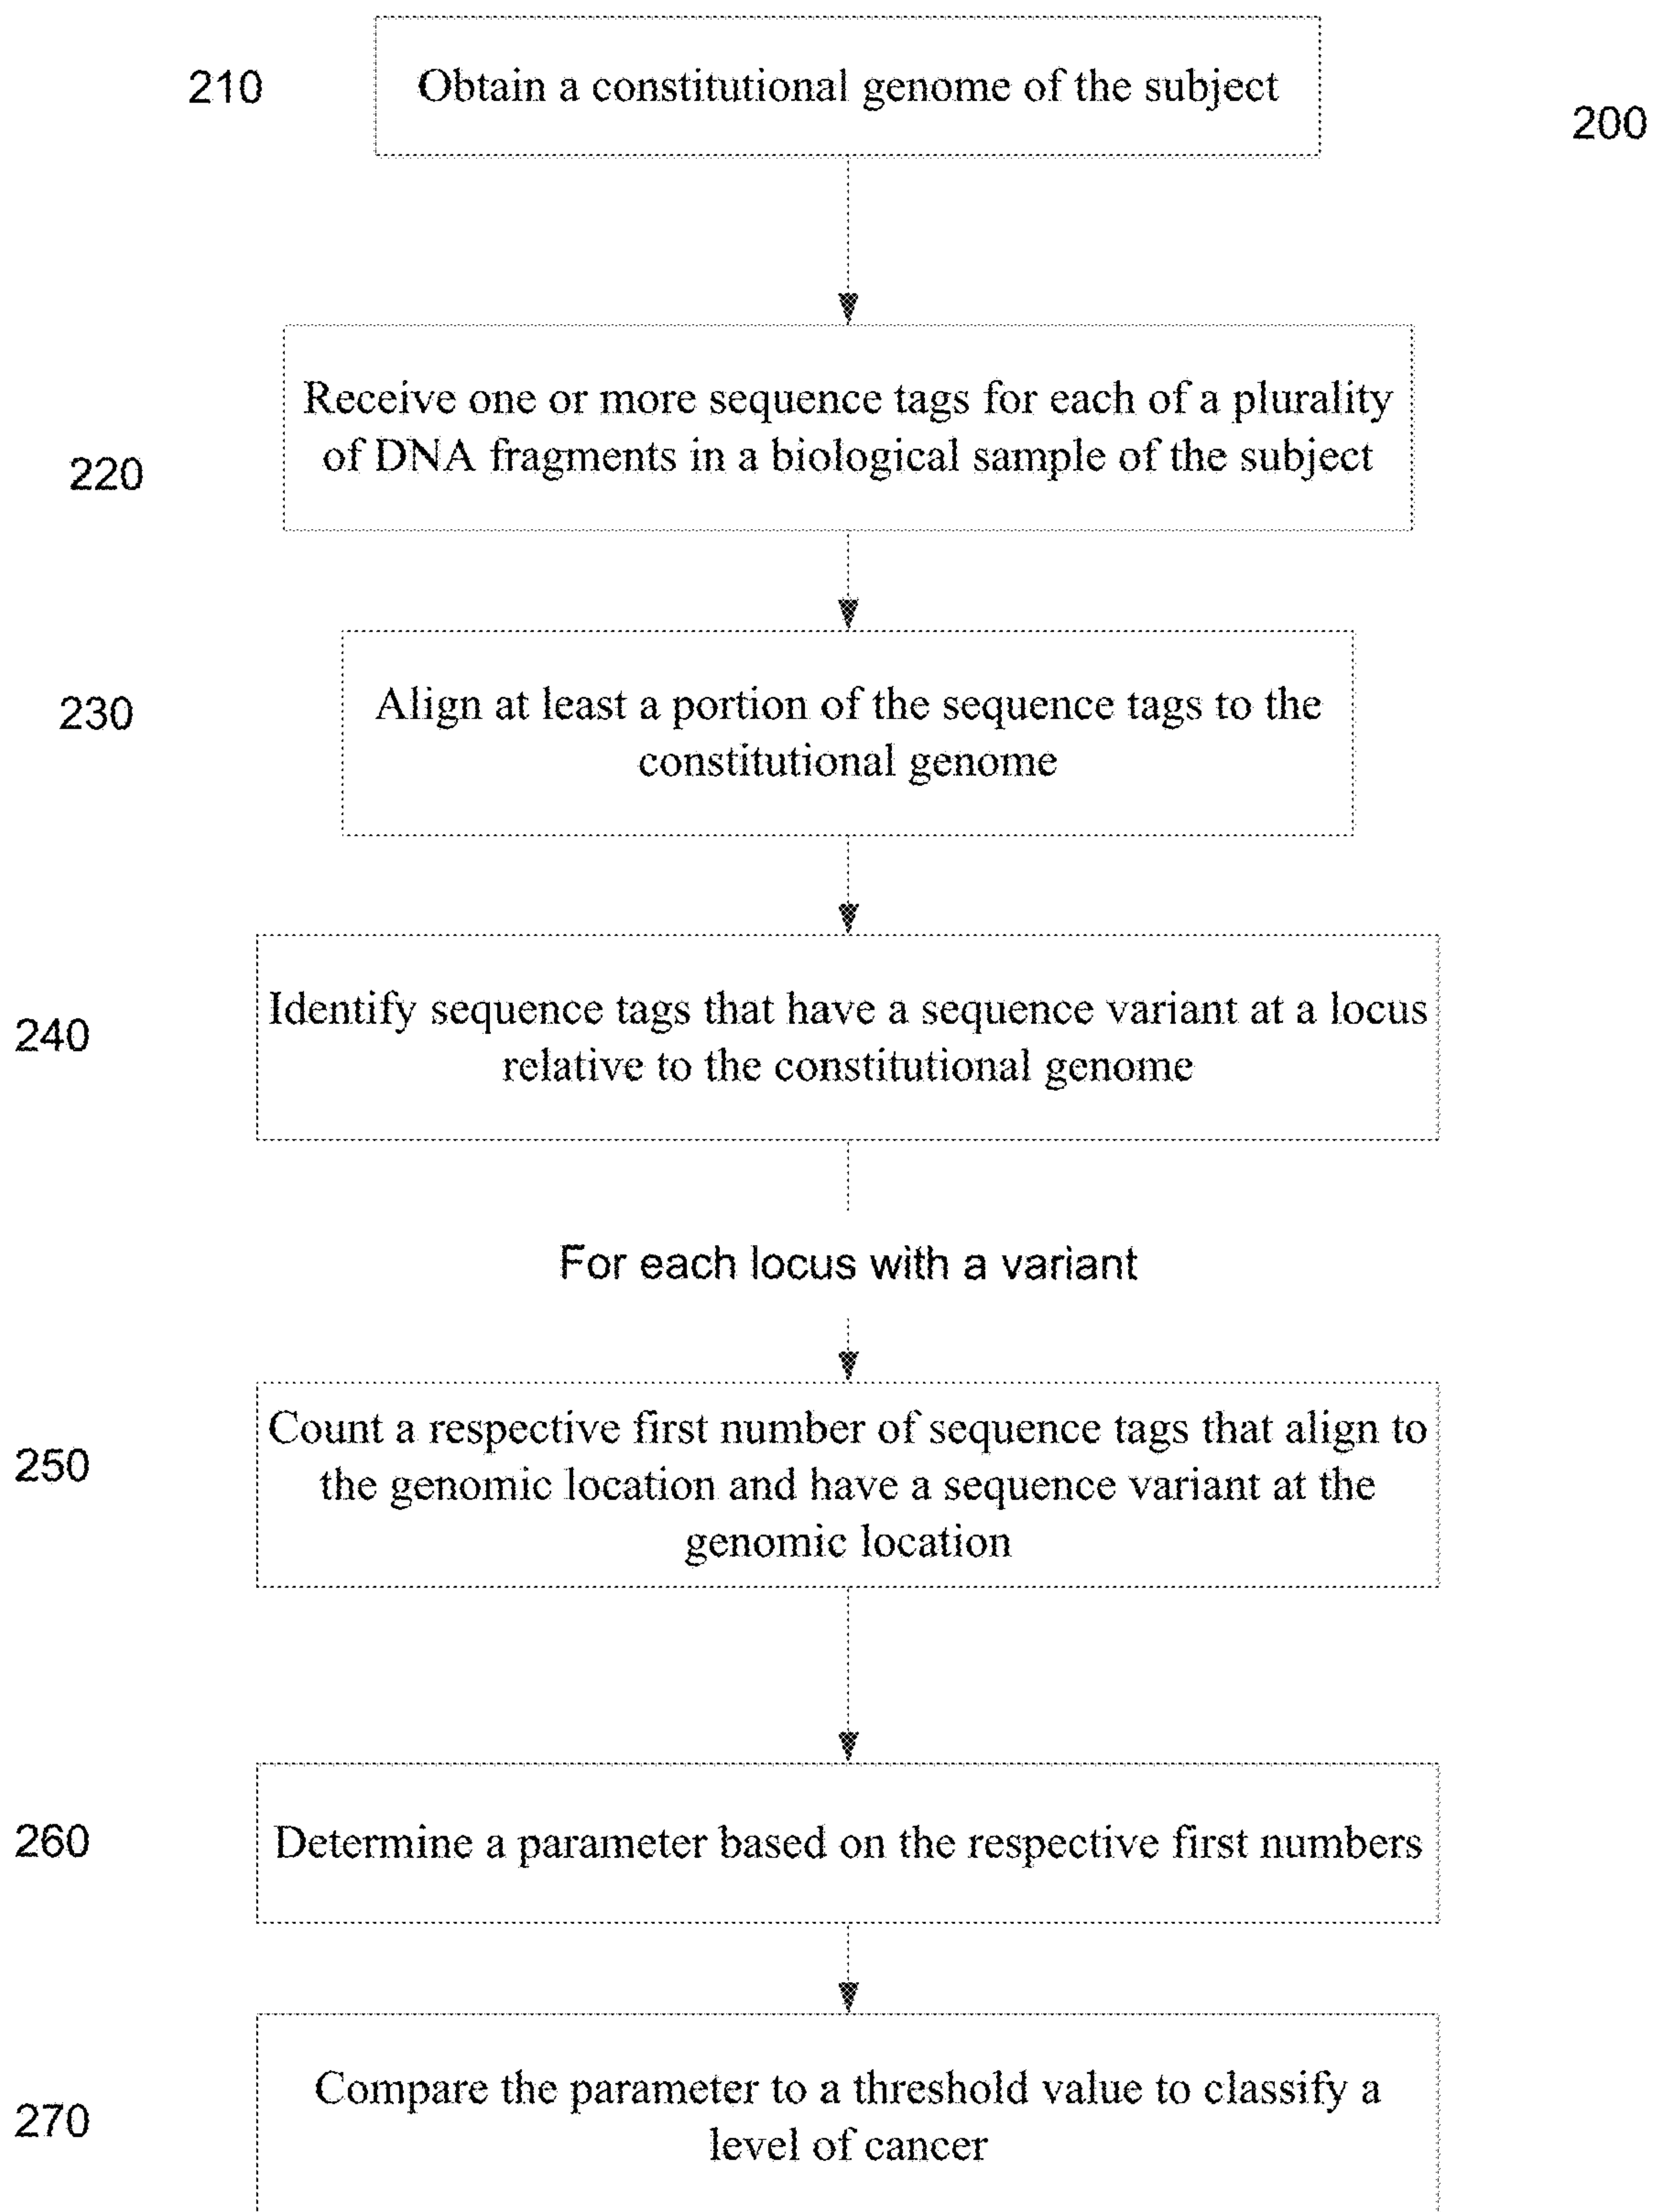 210
Obtain a constitutional genome of the subject
200
Receive one or more sequence tags for each of a plurality
of DNA fragments in a biological sample of the subject
220
230
Align at least a portion of the sequence tags to the
constitutional genome
240
Identify sequence tags that have a sequence variant at a locus
relative to the constitutional genome
For each locus with a variant
250
Count a respective first number of sequence tags that align to
the genomic location and have a sequence variant at the
genomic location
260
Determine a parameter based on the respective first numbers
270
Compare the parameter to a threshold value to classify a
level of cancer